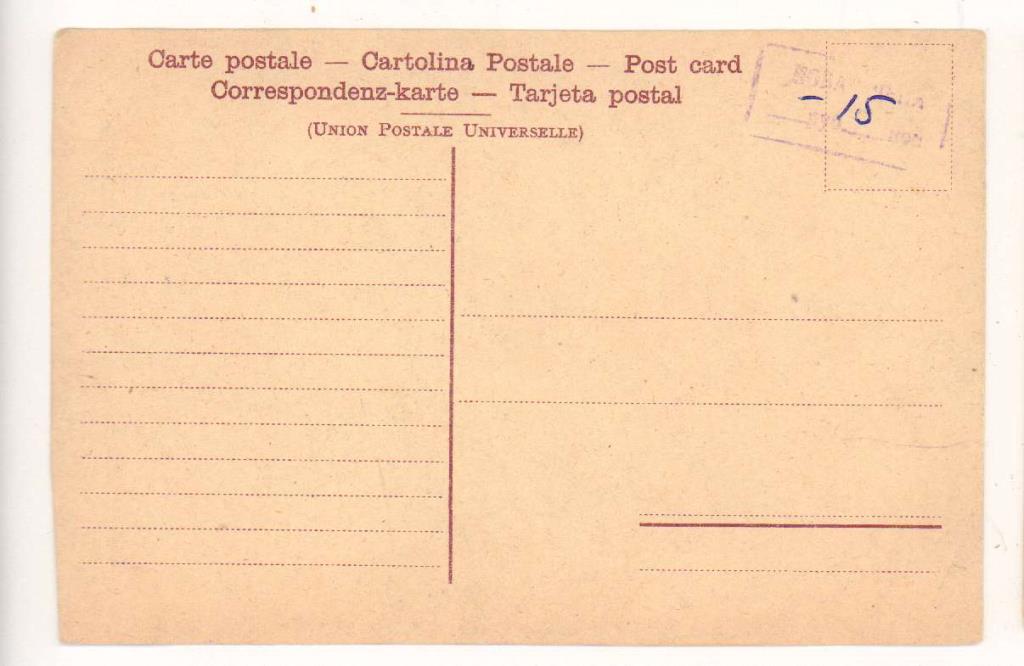 Carte postale — Cartolina Postale — Post card
Correspondenz-karte — Tarjeta postal
(Union Postale Universelle)
- 15